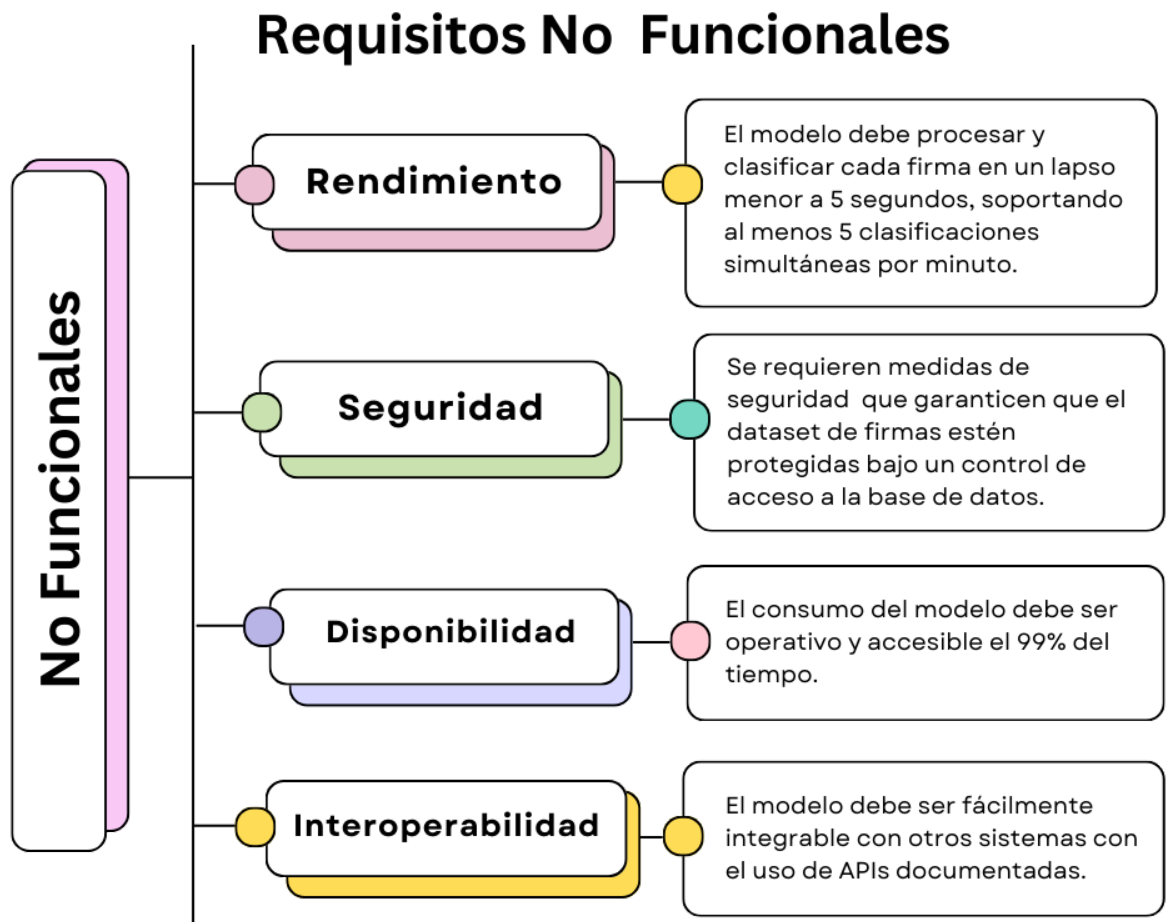 Requisitos No Funcionales
No Funcionales
Rendimiento
El modelo debe procesar y
clasificar cada firma en un lapso
menor a 5 segundos, soportando
al menos 5 clasificaciones
simultáneas por minuto.
Seguridad
Se requieren medidas de
seguridad que garanticen que el
dataset de firmas estén
protegidas bajo un control de
acceso a la base de datos.
Disponibilidad
El consumo del modelo debe ser
operativo y accesible el 99% del
tiempo.
Interoperabilidad
El modelo debe ser fácilmente
integrable con otros sistemas con
el uso de APIs documentadas.